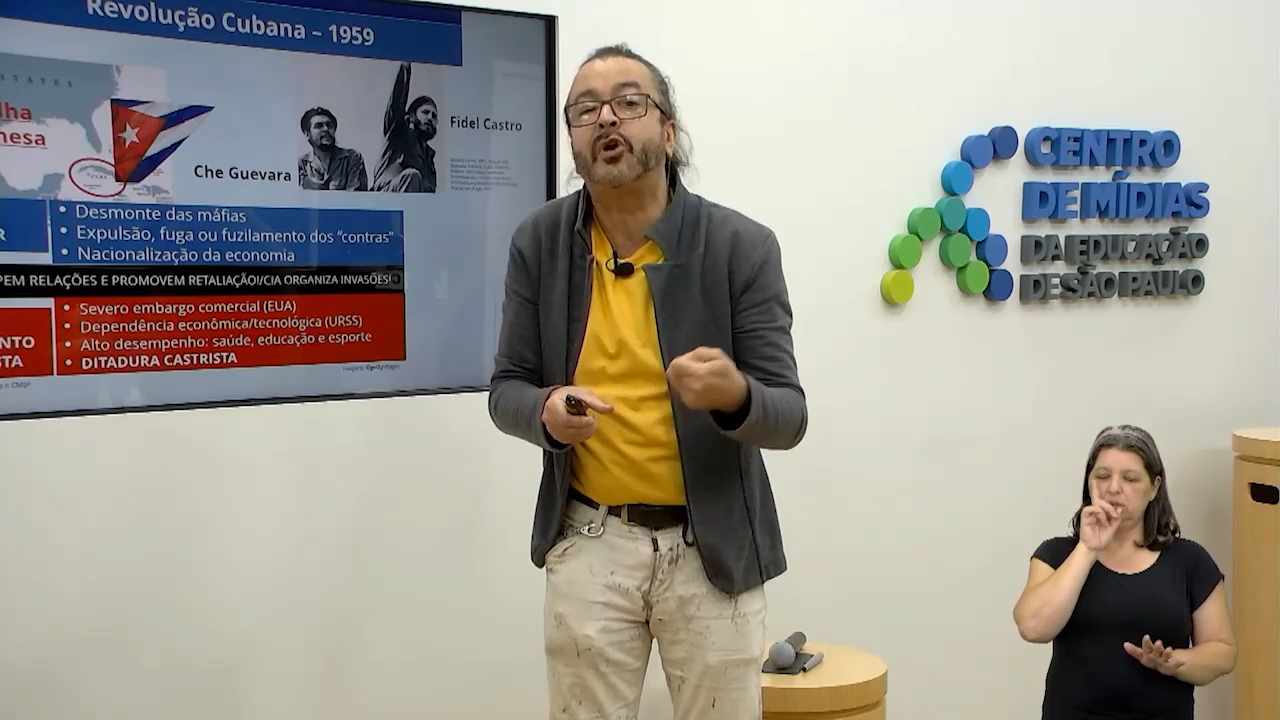 Revolução Cubana – 1959
STATES
lha
nesa
CUBA
Che Guevara
Fidel Castro
R
• Desmonte das máfias
• Expulsão, fuga ou fuzilamento dos “contras”
• Nacionalização da economia
PEM RELAÇÕES E PROMOVEM RETALIAÇÃO!/CIA ORGANIZA INVASÕES!
NTO
STA
• Severo embargo comercial (EUA)
• Dependência econômica/tecnológica (URSS)
• Alto desempenho: saúde, educação e esporte
• DITADURA CASTRISTA
CENTRO
DE MÍDIAS
DA EDUCAÇÃO
DE SÃO PAULO